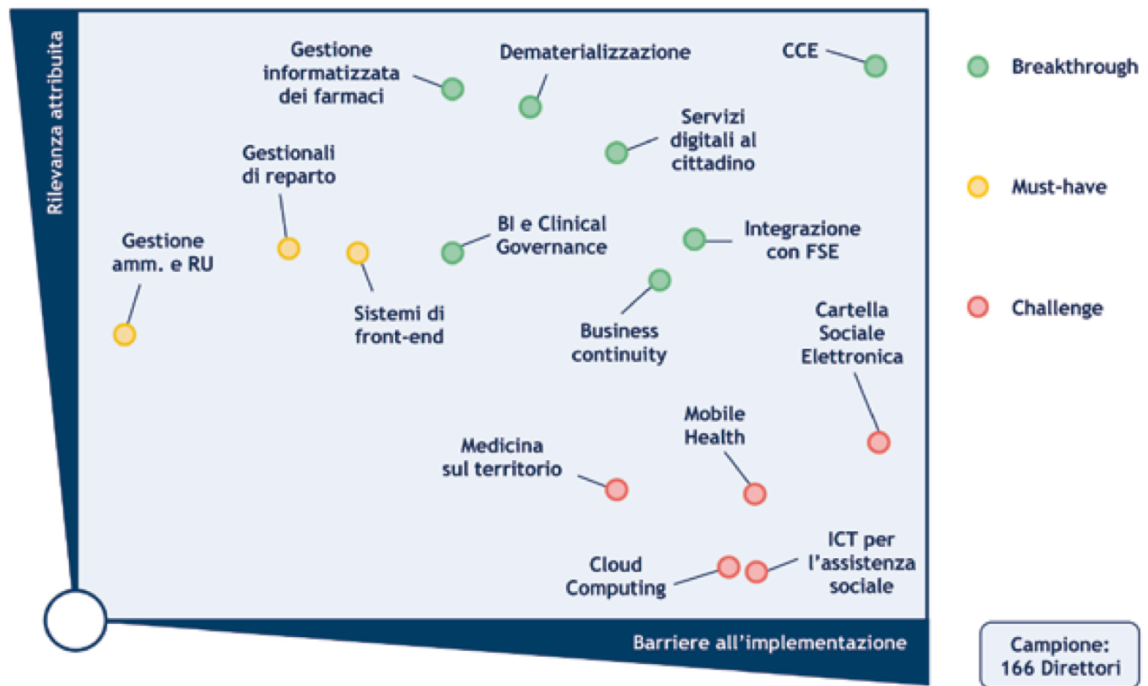 Rilevanza attribuita
Gestione
informatizzata
dei farmaci
Dematerializzazione
CCE
Servizi
digitali al
cittadino
Gestionali
di reparto
Gestione
amm. e RU
Sistemi di
front-end
BI e Clinical
Governance
Integrazione
con FSE
Business
continuity
Cartella
Sociale
Elettronica
Mobile
Health
Medicina
sul territorio
Cloud
Computing
ICT per
l'assistenza
sociale
Barriere all'implementazione
Breakthrough
Must-have
Challenge
Campione:
166 Direttori